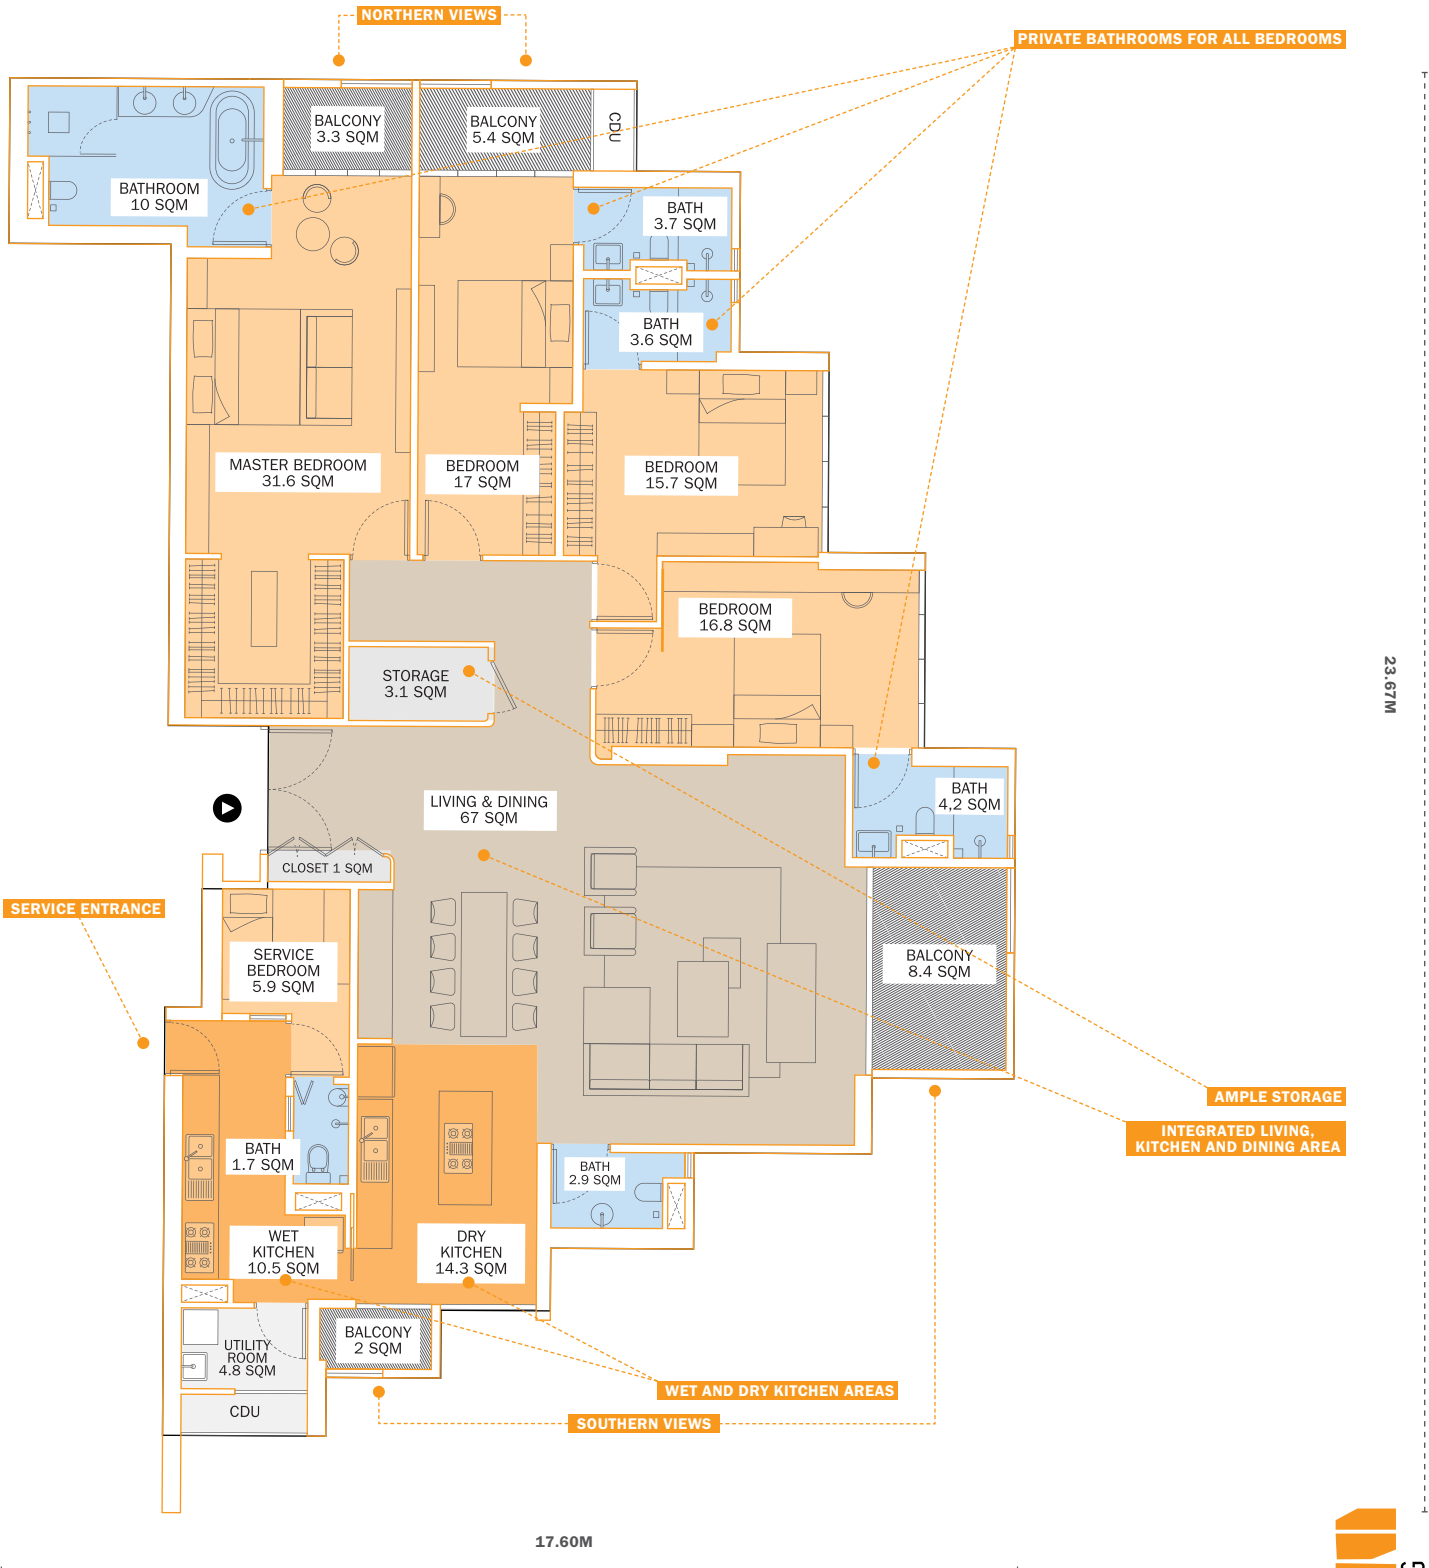 NORTHERN VIEWS
PRIVATE BATHROOMS FOR ALL BEDROOMS
BALCONY
3.3 SQM
BALCONY
5.4 SQM
CDU
BATHROOM
10 SQM
BATH
3.7 SQM
BATH
3.6 SQM
MASTER BEDROOM
31.6 SQM
BEDROOM
17 SQM
BEDROOM
15.7 SQM
BEDROOM
16.8 SQM
STORAGE
3.1 SQM
23.67M
LIVING & DINING
67 SQM
BATH
4,2 SQM
CLOSET 1 SQM
SERVICE ENTRANCE
SERVICE
BEDROOM
5.9 SQM
BALCONY
8.4 SQM
AMPLE STORAGE
INTEGRATED LIVING,
KITCHEN AND DINING AREA
BATH
1.7 SQM
BATH
2.9 SQM
WET
KITCHEN
10.5 SQM
DRY
KITCHEN
14.3 SQM
UTILITY
ROOM
4.8 SQM
BALCONY
2 SQM
WET AND DRY KITCHEN AREAS
CDU
SOUTHERN VIEWS
17.60M